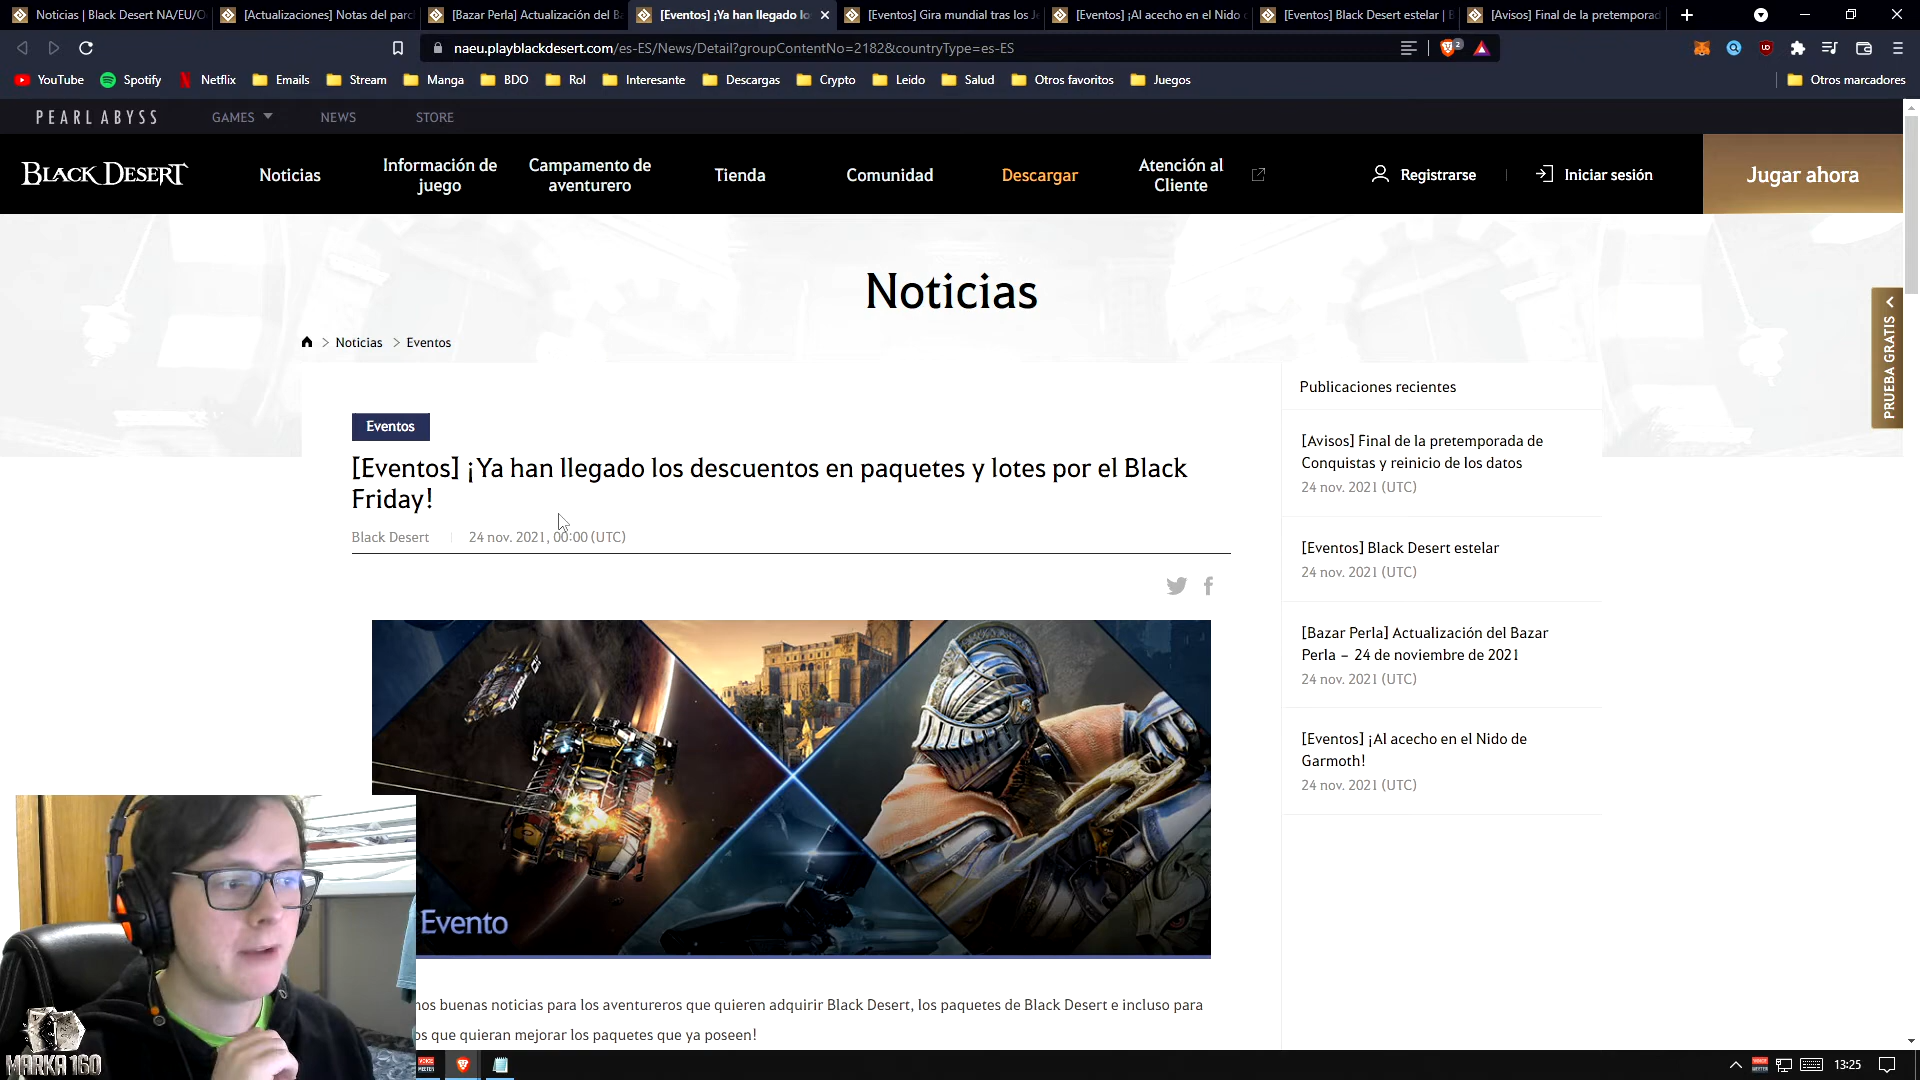 Noticias | Black Desert NA/EU/O
[Actualizaciones] Notas del parc
[Bazar Perla] Actualización del B
[Eventos] ¡Ya han llegado lo
[Eventos] Gira mundial tras los J
[Eventos] ¡Al acecho en el Nido
[Eventos] Black Desert estelar | B
[Avisos] Final de la pretemporad
naeu.playblackdesert.com/es-ES/News/Detail?groupContentNo=2182&countryType=es-ES
2
YouTube
Spotify
Netflix
Emails
Stream
Manga
BDO
Rol
Interesante
Descargas
Crypto
Leido
Salud
Otros favoritos
Juegos
Otros marcadores
PEARL ABYSS
GAMES
NEWS
STORE
BLACK DESERT
Noticias
Información de
juego
Campamento de
aventurero
Tienda
Comunidad
Descargar
Atención al
Cliente
Registrarse
Iniciar sesión
Jugar ahora
Noticias
PRUEBA GRATIS
> Noticias > Eventos
Eventos
[Eventos] ¡Ya han llegado los descuentos en paquetes y lotes por el Black
Friday!
Black Desert
24 nov. 2021, 00:00 (UTC)
Publicaciones recientes
[Avisos] Final de la pretemporada de
Conquistas y reinicio de los datos
24 nov. 2021 (UTC)
[Eventos] Black Desert estelar
24 nov. 2021 (UTC)
[Bazar Perla] Actualización del Bazar
Perla – 24 de noviembre de 2021
24 nov. 2021 (UTC)
[Eventos] ¡Al acecho en el Nido de
Garmoth!
24 nov. 2021 (UTC)
Evento
nos buenas noticias para los aventureros que quieren adquirir Black Desert, los paquetes de Black Desert e incluso para
os que quieran mejorar los paquetes que ya poseen!
MARKA160
13:25